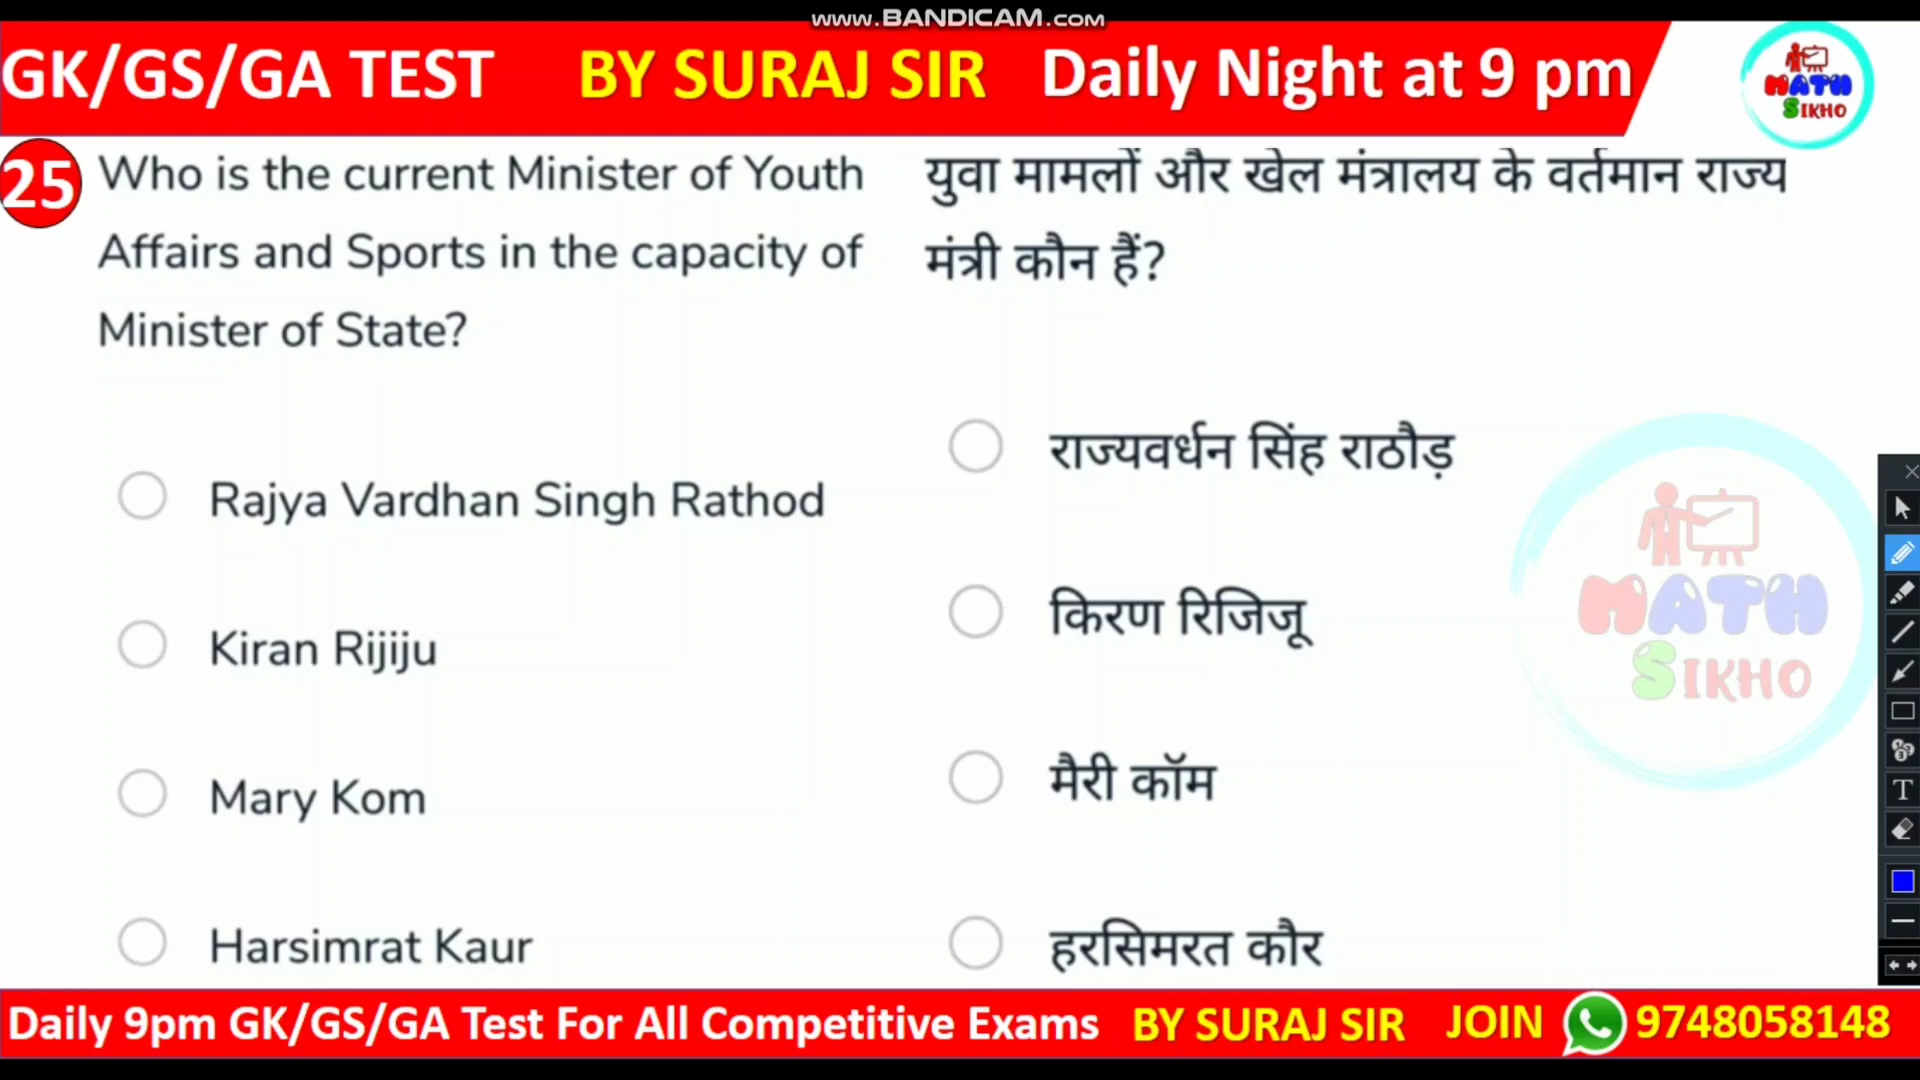 www.BANDICAM.com
GK/GS/GA TEST BY SURAJ SIR Daily Night at 9 pm
MATH
SIKHO
25
Who is the current Minister of Youth
Affairs and Sports in the capacity of
Minister of State?
Rajya Vardhan Singh Rathod
Kiran Rijiju
Mary Kom
Harsimrat Kaur
युवा मामलों और खेल मंत्रालय के वर्तमान राज्य
मंत्री कौन हैं?
राज्यवर्धन सिंह राठौड़
किरण रिजिजू
मैरी कॉम
हरसिमरत कौर
MATH
SIKHO
T
Daily 9pm GK/GS/GA Test For All Competitive Exams BY SURAJ SIR JOIN 9748058148